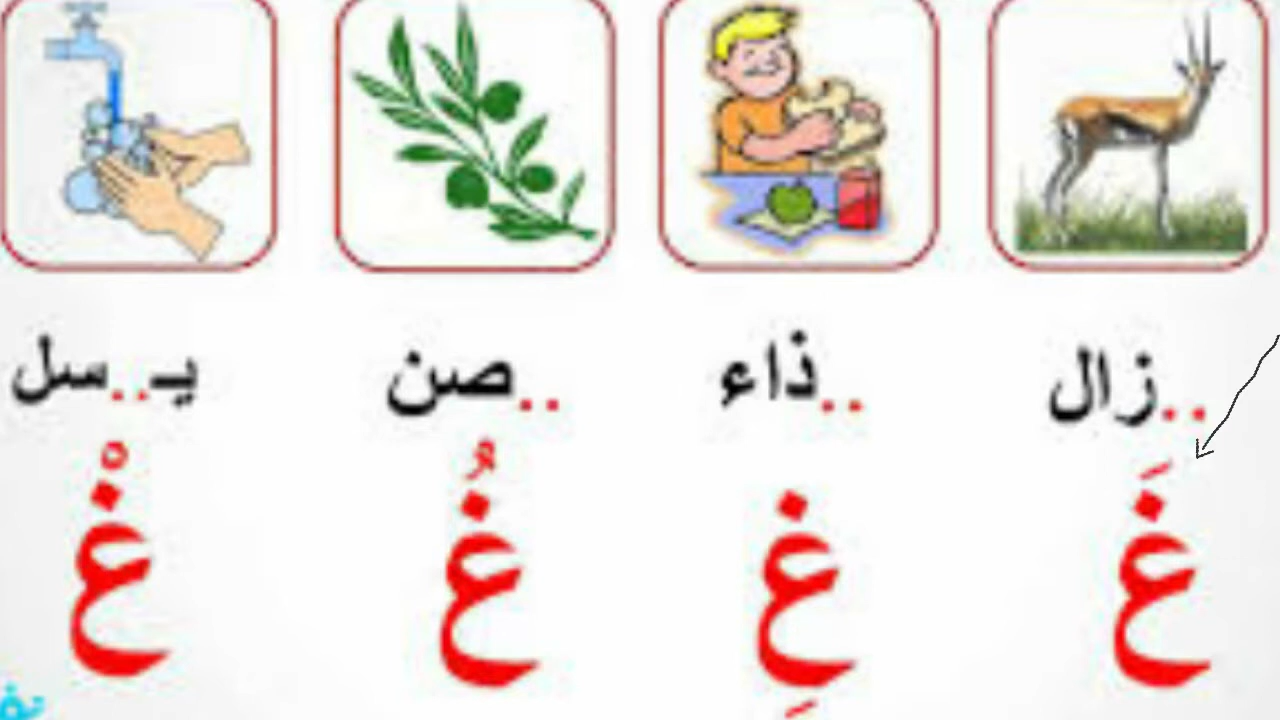 ..زال ..ذاء ..صن يـ..سل
غَ غِ غُ غْ